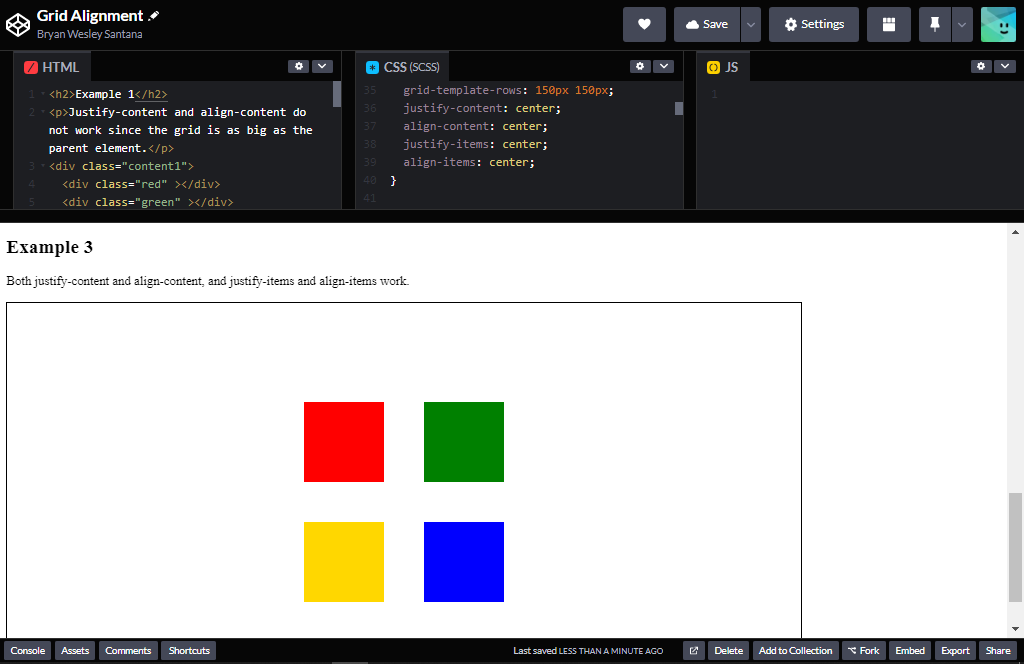 Grid Alignment
Bryan Wesley Santana
Save
Settings
HTML
1 <h2>Example 1</h2>
2 <p>Justify-content and align-content do
not work since the grid is as big as the
parent element.</p>
3 <div class="content1">
4 <div class="red" ></div>
5 <div class="green" ></div>
CSS (SCSS)
35 grid-template-rows: 150px 150px;
36 justify-content: center;
37 align-content: center;
38 justify-items: center;
39 align-items: center;
40 }
41
JS
1
Example 3
Both justify-content and align-content, and justify-items and align-items work.
Console Assets Comments Shortcuts
Last saved LESS THAN A MINUTE AGO
Delete Add to Collection Fork Embed Export Share